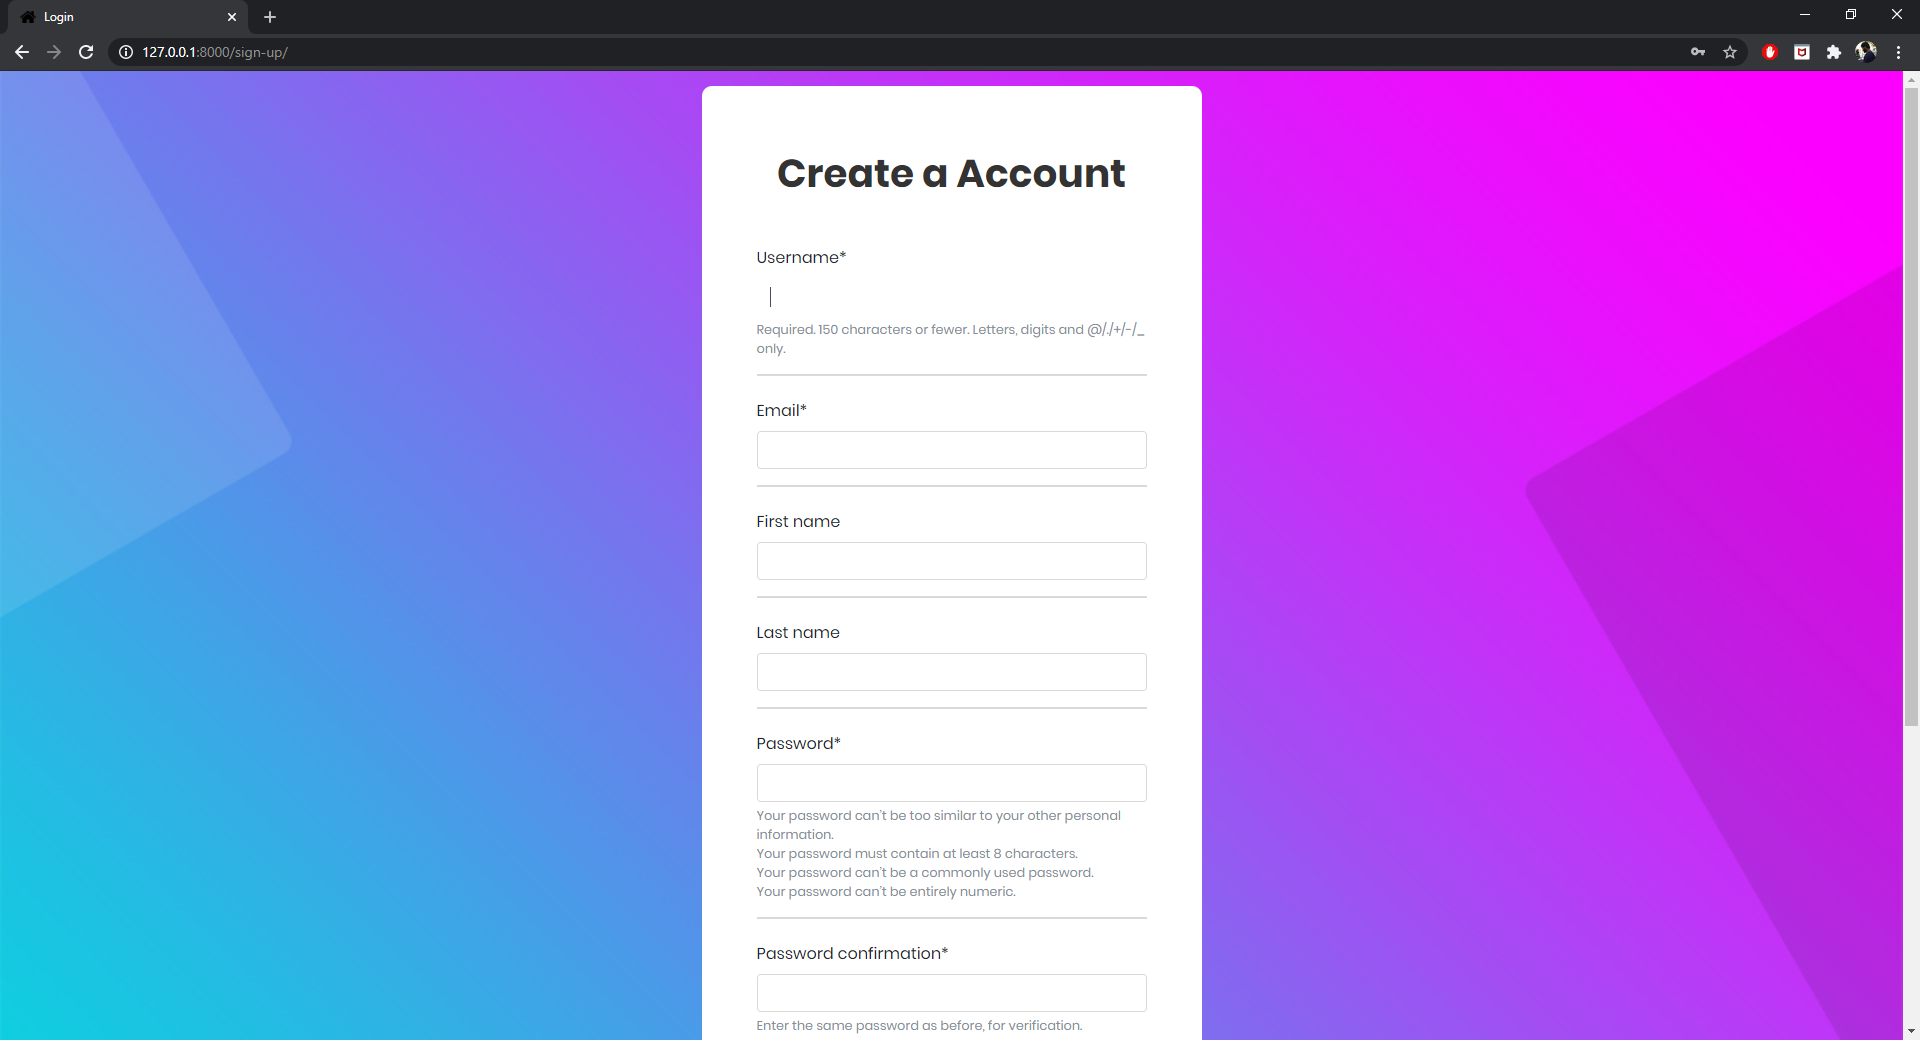 Login
127.0.0.1:8000/sign-up/
Create a Account
Username*
Required. 150 characters or fewer. Letters, digits and @/./+/-/_
only.
Email*
First name
Last name
Password*
Your password can't be too similar to your other personal
information.
Your password must contain at least 8 characters.
Your password can't be a commonly used password.
Your password can't be entirely numeric.
Password confirmation*
Enter the same password as before, for verification.